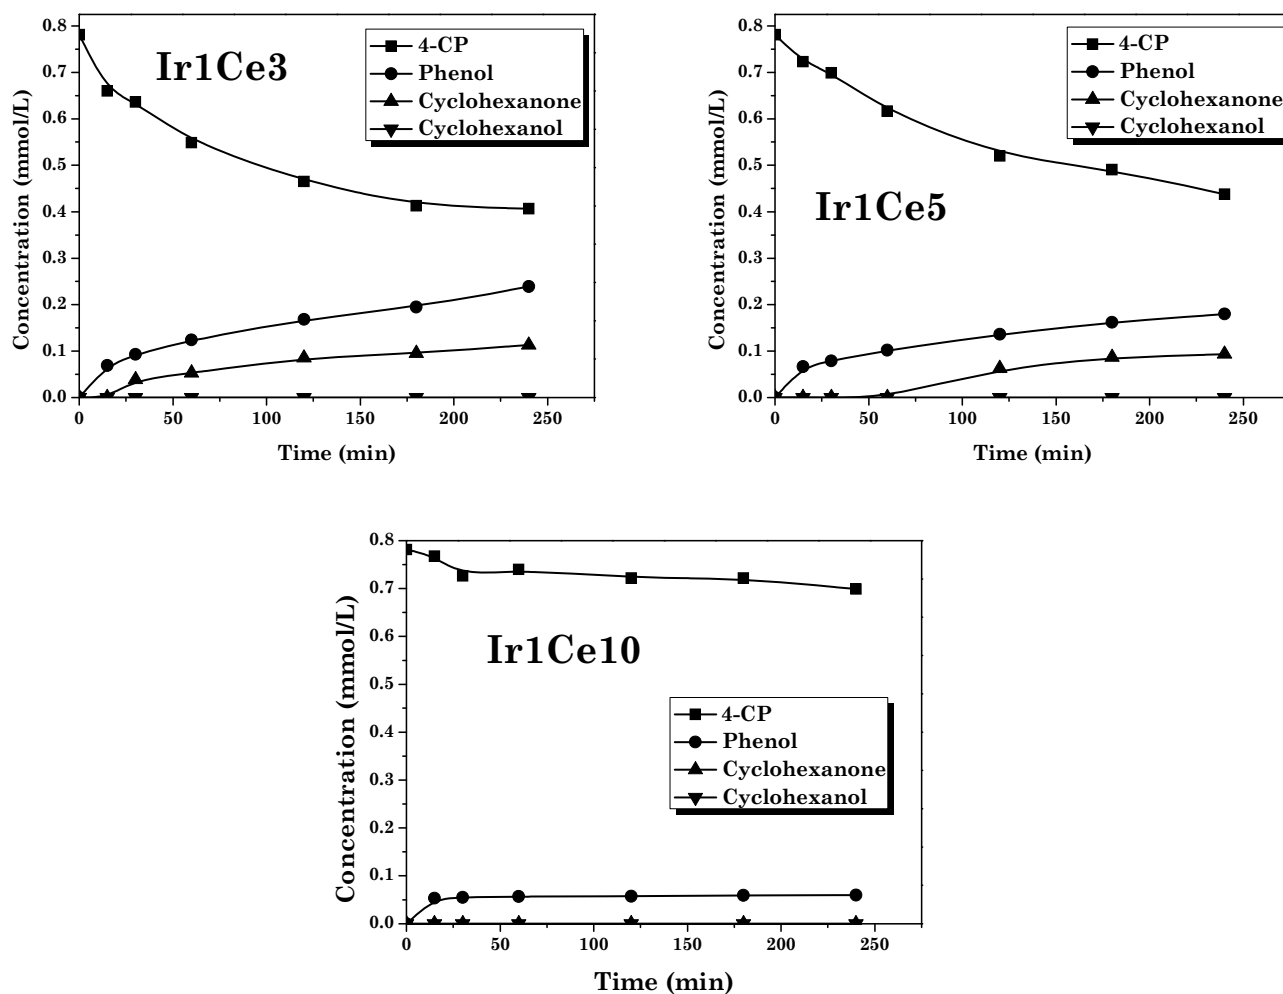 Ir1Ce3
4-CP
Phenol
Cyclohexanone
Cyclohexanol
Concentration (mmol/L)
0.8
0.7
0.6
0.5
0.4
0.3
0.2
0.1
0.0
0 50 100 150 200 250
Time (min)
Ir1Ce5
4-CP
Phenol
Cyclohexanone
Cyclohexanol
Concentration (mmol/L)
0.8
0.7
0.6
0.5
0.4
0.3
0.2
0.1
0.0
0 50 100 150 200 250
Time (min)
Ir1Ce10
4-CP
Phenol
Cyclohexanone
Cyclohexanol
Concentration (mmol/L)
0.8
0.7
0.6
0.5
0.4
0.3
0.2
0.1
0.0
0 50 100 150 200 250
Time (min)